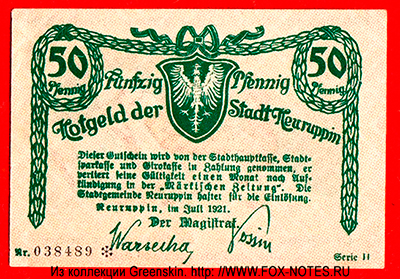 50 Pfennig
50 Pfennig
Fünfzig Pfennig
Notgeld der Stadt Neuruppin
Dieser Gutschein wird von der Stadthauptkasse, Stadt-
sparkasse und Girokasse in Zahlung genommen, er
verliert seine Gültigkeit einen Monat nach Auf-
kündigung in der "Märkischen Zeitung". Die
Stadtgemeinde Neuruppin haftet für die Einlösung.
Neuruppin, im Juli 1921.
Der Magistrat
Warzecha
Nr. 038489
Serie II
Из коллекции Greenskin. http://WWW.FOX-NOTES.RU